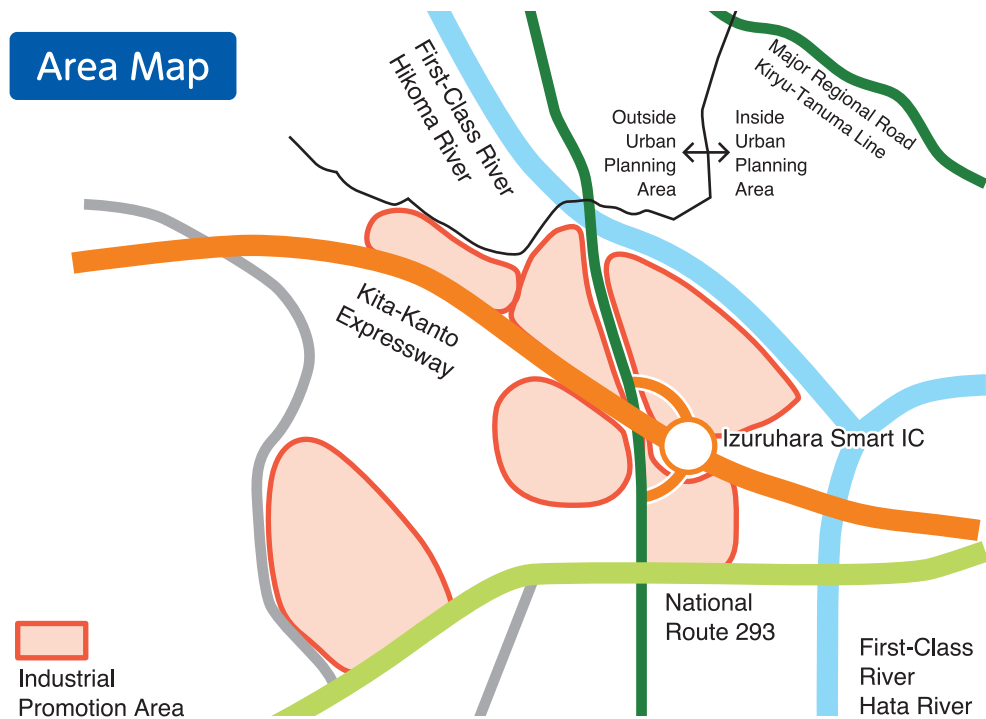 Area Map
First-Class River
Hikoma River
Outside
Urban
Planning
Area
Inside
Urban
Planning
Area
Major Regional Road
Kiryu-Tanuma Line
Kita-Kanto
Expressway
Izuruhara Smart IC
National
Route 293
First-Class
River
Hata River
Industrial
Promotion Area